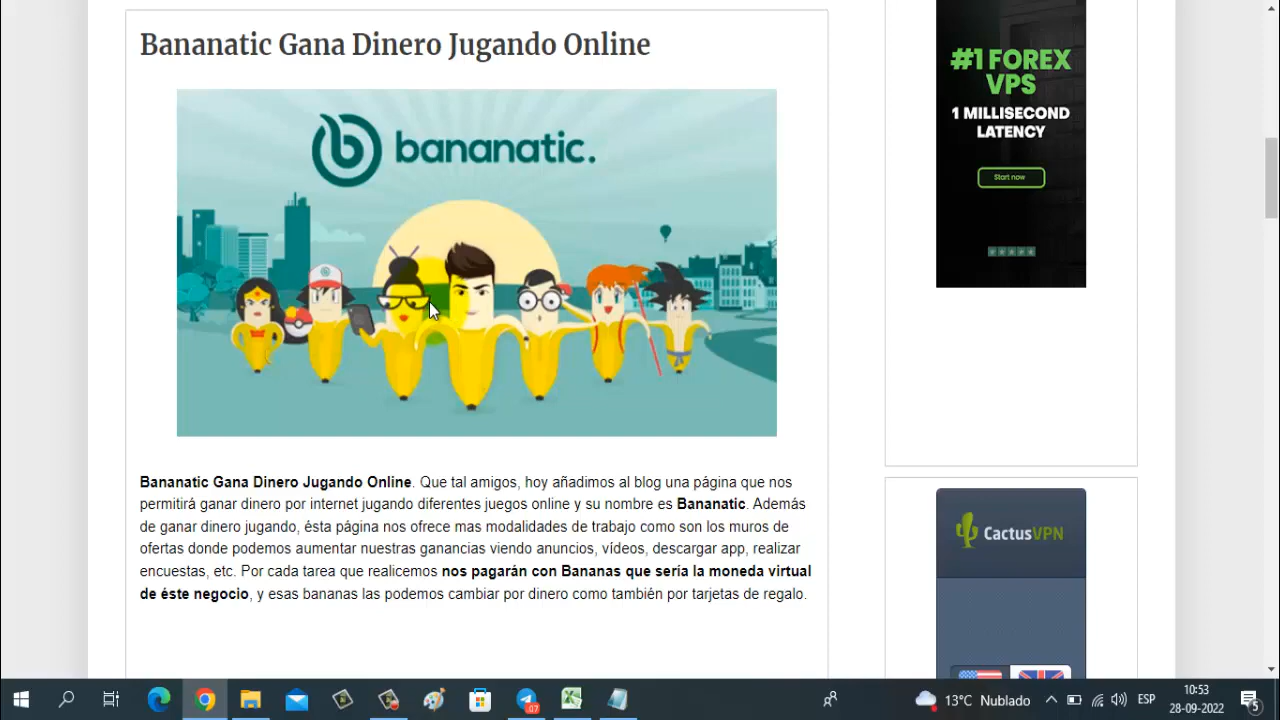 Bananatic Gana Dinero Jugando Online
bananatic.
Bananatic Gana Dinero Jugando Online. Que tal amigos, hoy añadimos al blog una página que nos
permitirá ganar dinero por internet jugando diferentes juegos online y su nombre es Bananatic. Además
de ganar dinero jugando, ésta página nos ofrece mas modalidades de trabajo como son los muros de
ofertas donde podemos aumentar nuestras ganancias viendo anuncios, vídeos, descargar app, realizar
encuestas, etc. Por cada tarea que realicemos nos pagarán con Bananas que sería la moneda virtual
de éste negocio, y esas bananas las podemos cambiar por dinero como también por tarjetas de regalo.
#1 FOREX
VPS
1 MILLISECOND
LATENCY
Start now
CactusVPN
07
13°C Nublado
ESP
10:53
28-09-2022
5